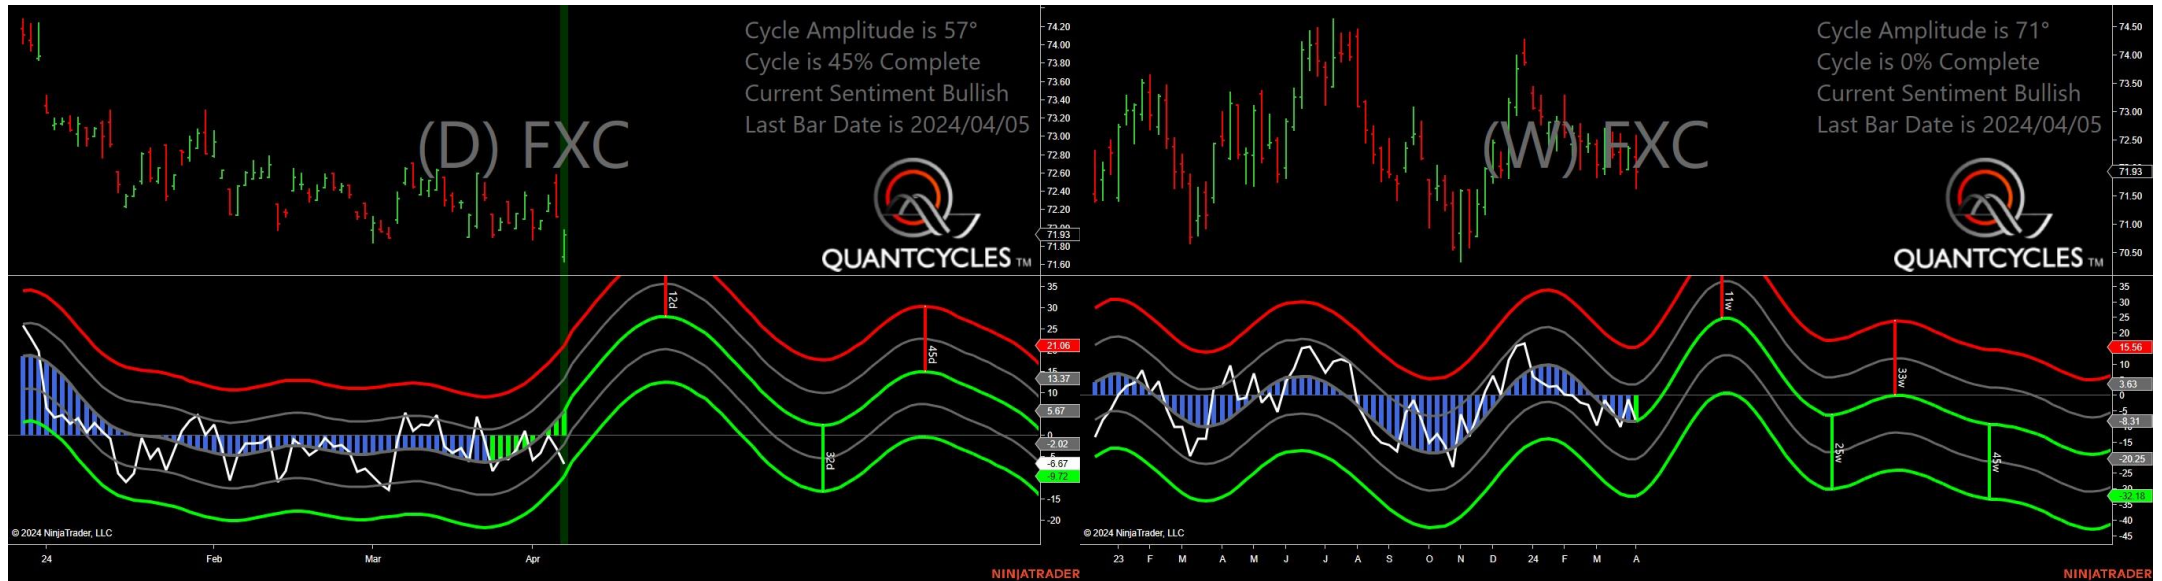 Cycle Amplitude is 57°
Cycle is 45% Complete
Current Sentiment Bullish
Last Bar Date is 2024/04/05
(D) FXC
QUANTCYCLES TM
74.20
74.00
73.80
73.60
73.40
73.20
73.00
72.80
72.60
72.40
72.20
71.93
71.80
71.60
12d
45d
32d
35
30
25
21.06
15
13.37
10
5.67
0
-2.02
-6.67
-9.72
-15
-20
© 2024 NinjaTrader, LLC
24 Feb Mar Apr
NINJATRADER
Cycle Amplitude is 71°
Cycle is 0% Complete
Current Sentiment Bullish
Last Bar Date is 2024/04/05
(W) FXC
QUANTCYCLES TM
74.50
74.00
73.50
73.00
72.50
71.93
71.50
71.00
70.50
11w
33w
25w
45w
35
30
25
20
15.56
10
3.63
0
-5
-8.31
-15
-20.25
-25
-32.18
-35
-40
-45
© 2024 NinjaTrader, LLC
23 F M A M J J A S O N D 24 F M A
NINJATRADER